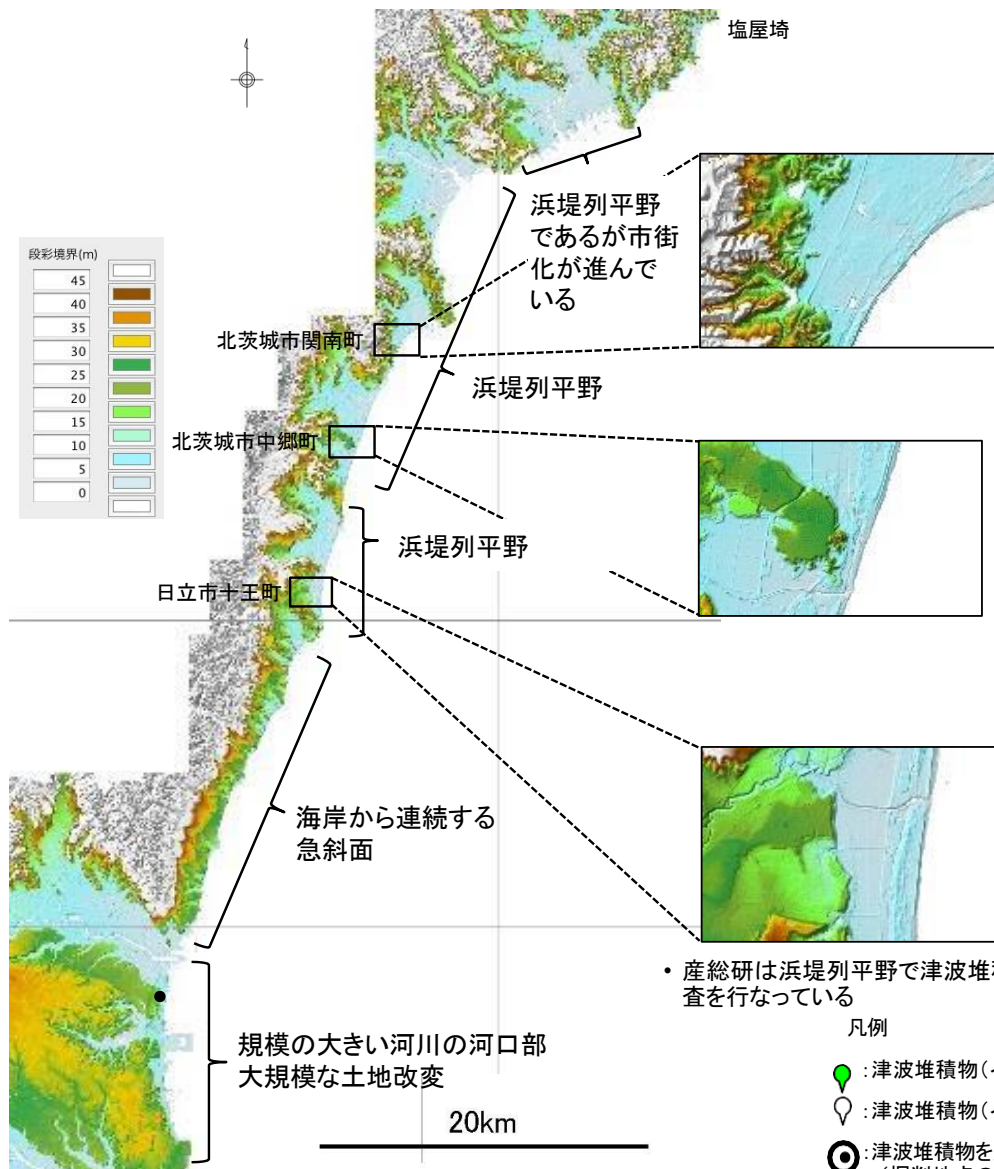 塩屋埼
浜堤列平野
であるが市街
化が進んで
いる
段彩境界(m)
45
40
35
30
25
20
15
10
5
0
北茨城市関南町
浜堤列平野
北茨城市中郷町
浜堤列平野
日立市十王町
海岸から連続する
急斜面
• 産総研は浜堤列平野で津波堆
査を行なっている
凡例
規模の大きい河川の河口部
大規模な土地改変
:津波堆積物(
:津波堆積物(
20km
:津波堆積物を